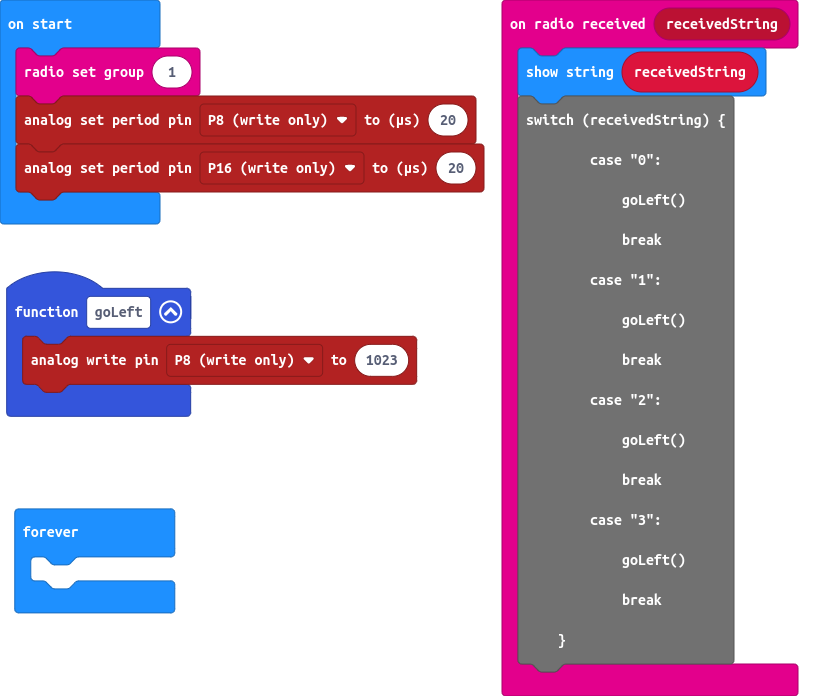 on start
radio set group 1
analog set period pin P8 (write only) to (µs) 20
analog set period pin P16 (write only) to (µs) 20
function goLeft
analog write pin P8 (write only) to 1023
forever
on radio received receivedString
show string receivedString
switch (receivedString) {
case "0":
goLeft()
break
case "1":
goLeft()
break
case "2":
goLeft()
break
case "3":
goLeft()
break
}